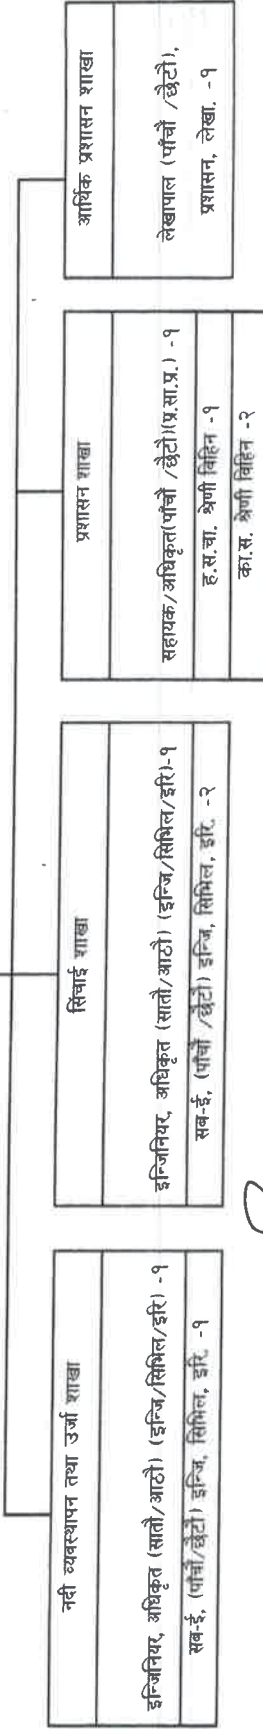 नदी व्यवस्थापन तथा उर्जा शाखा
इन्जिनियर, अधिकृत (सातौ/आठौ) (इन्जि/सिभिल/इरि) -१
सब-ई, (पाँचौ/छैटौ) इन्जि, सिभिल, इरि. -१
सिंचाई शाखा
इन्जिनियर, अधिकृत (सातौ/आठौ) (इन्जि/सिभिल/इरि)-१
सब-ई, (पाँचौ /छैटौ) इन्जि, सिभिल, इरि. -२
प्रशासन शाखा
सहायक/अधिकृत(पाँचौ /छैटौ)(प्र.सा.प्र.) -१
ह.स.चा. श्रेणी विहिन -१
का.स. श्रेणी विहिन -२
आर्थिक प्रशासन शाखा
लेखापाल (पाँचौ /छैटौ),
प्रशासन, लेखा. -१